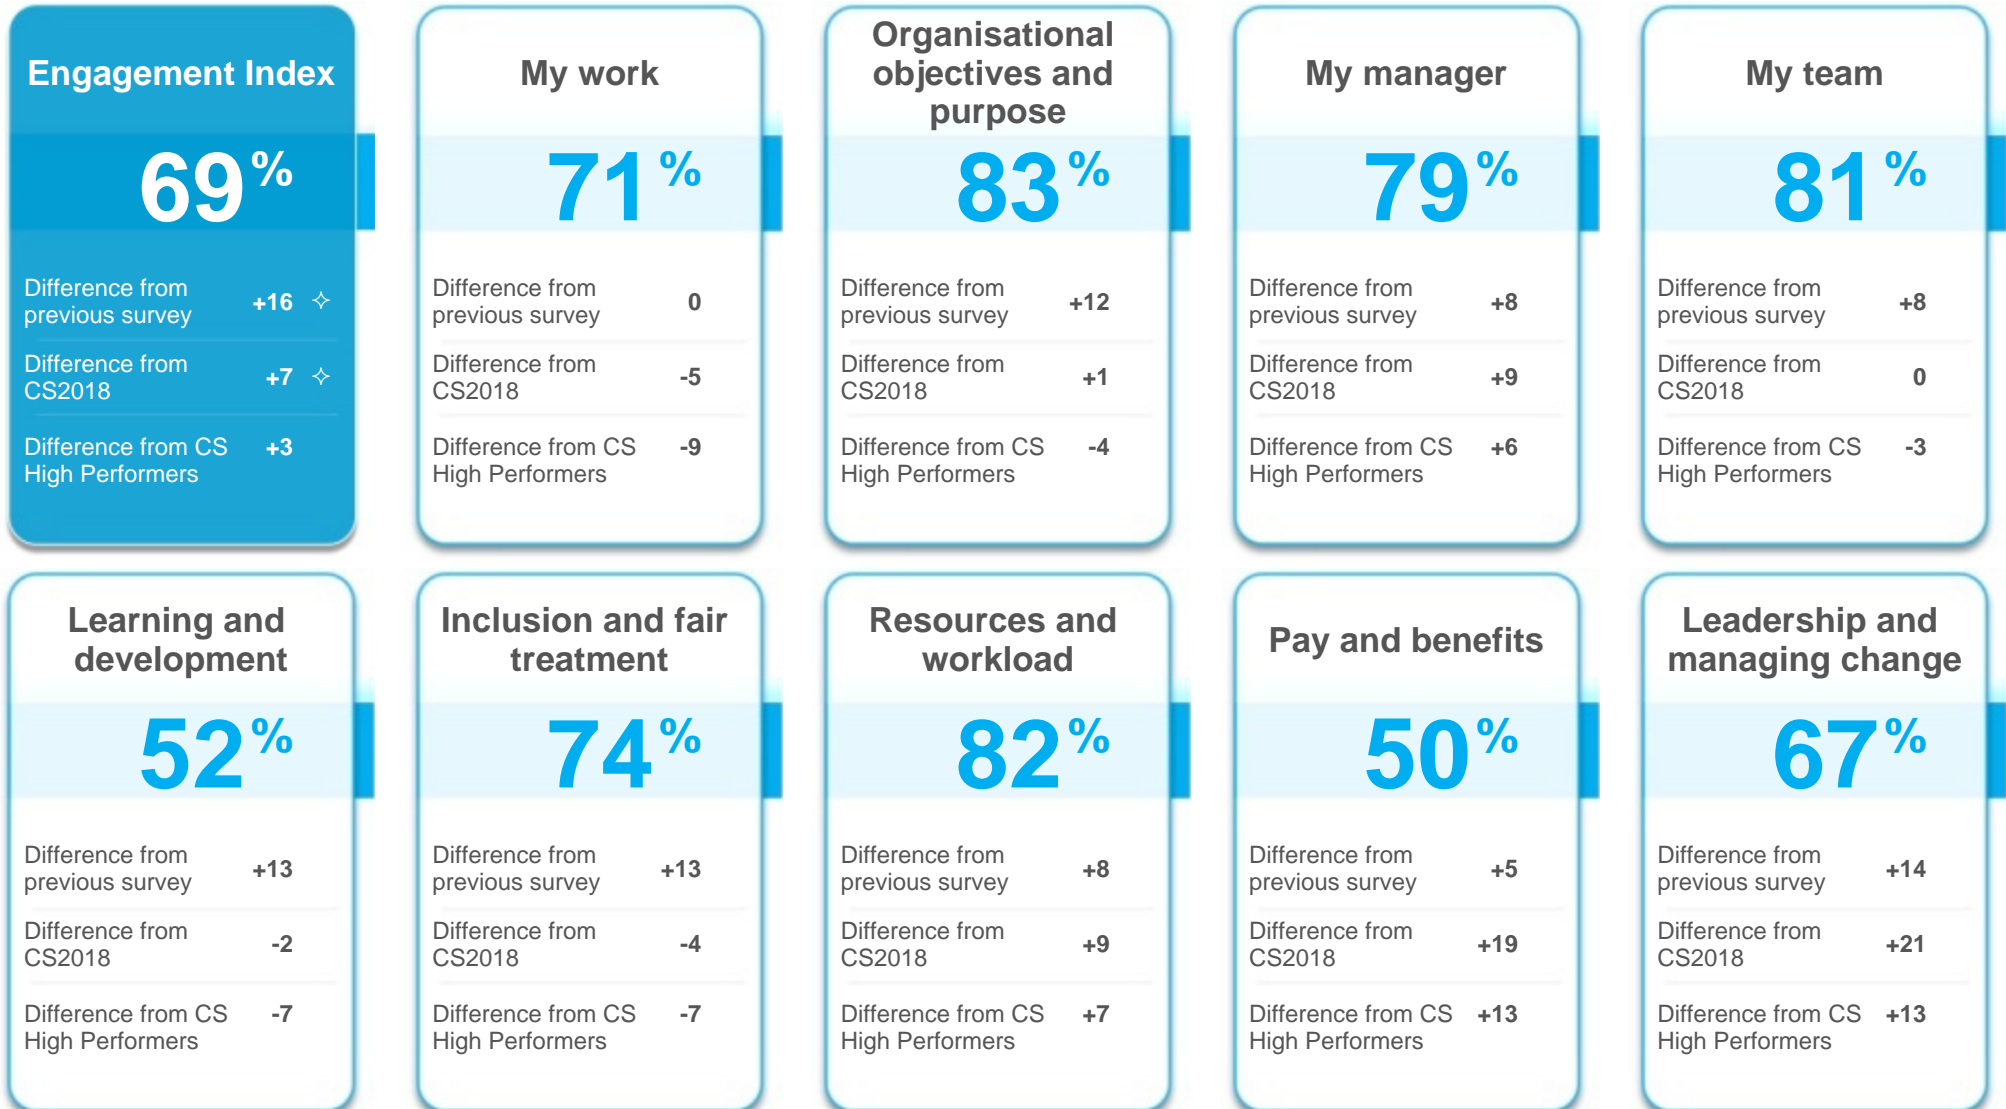 Engagement Index
69%
Difference from
previous survey +16 ✧
Difference from
CS2018 +7 ✧
Difference from CS +3
High Performers
My work
71%
Difference from
previous survey 0
Difference from
CS2018 -5
Difference from CS -9
High Performers
Organisational
objectives and
purpose
83%
Difference from
previous survey +12
Difference from
CS2018 +1
Difference from CS -4
High Performers
My manager
79%
Difference from
previous survey +8
Difference from
CS2018 +9
Difference from CS +6
High Performers
My team
81%
Difference from
previous survey +8
Difference from
CS2018 0
Difference from CS -3
High Performers
Learning and
development
52%
Difference from
previous survey +13
Difference from
CS2018 -2
Difference from CS -7
High Performers
Inclusion and fair
treatment
74%
Difference from
previous survey +13
Difference from
CS2018 -4
Difference from CS -7
High Performers
Resources and
workload
82%
Difference from
previous survey +8
Difference from
CS2018 +9
Difference from CS +7
High Performers
Pay and benefits
50%
Difference from
previous survey +5
Difference from
CS2018 +19
Difference from CS +13
High Performers
Leadership and
managing change
67%
Difference from
previous survey +14
Difference from
CS2018 +21
Difference from CS +13
High Performers